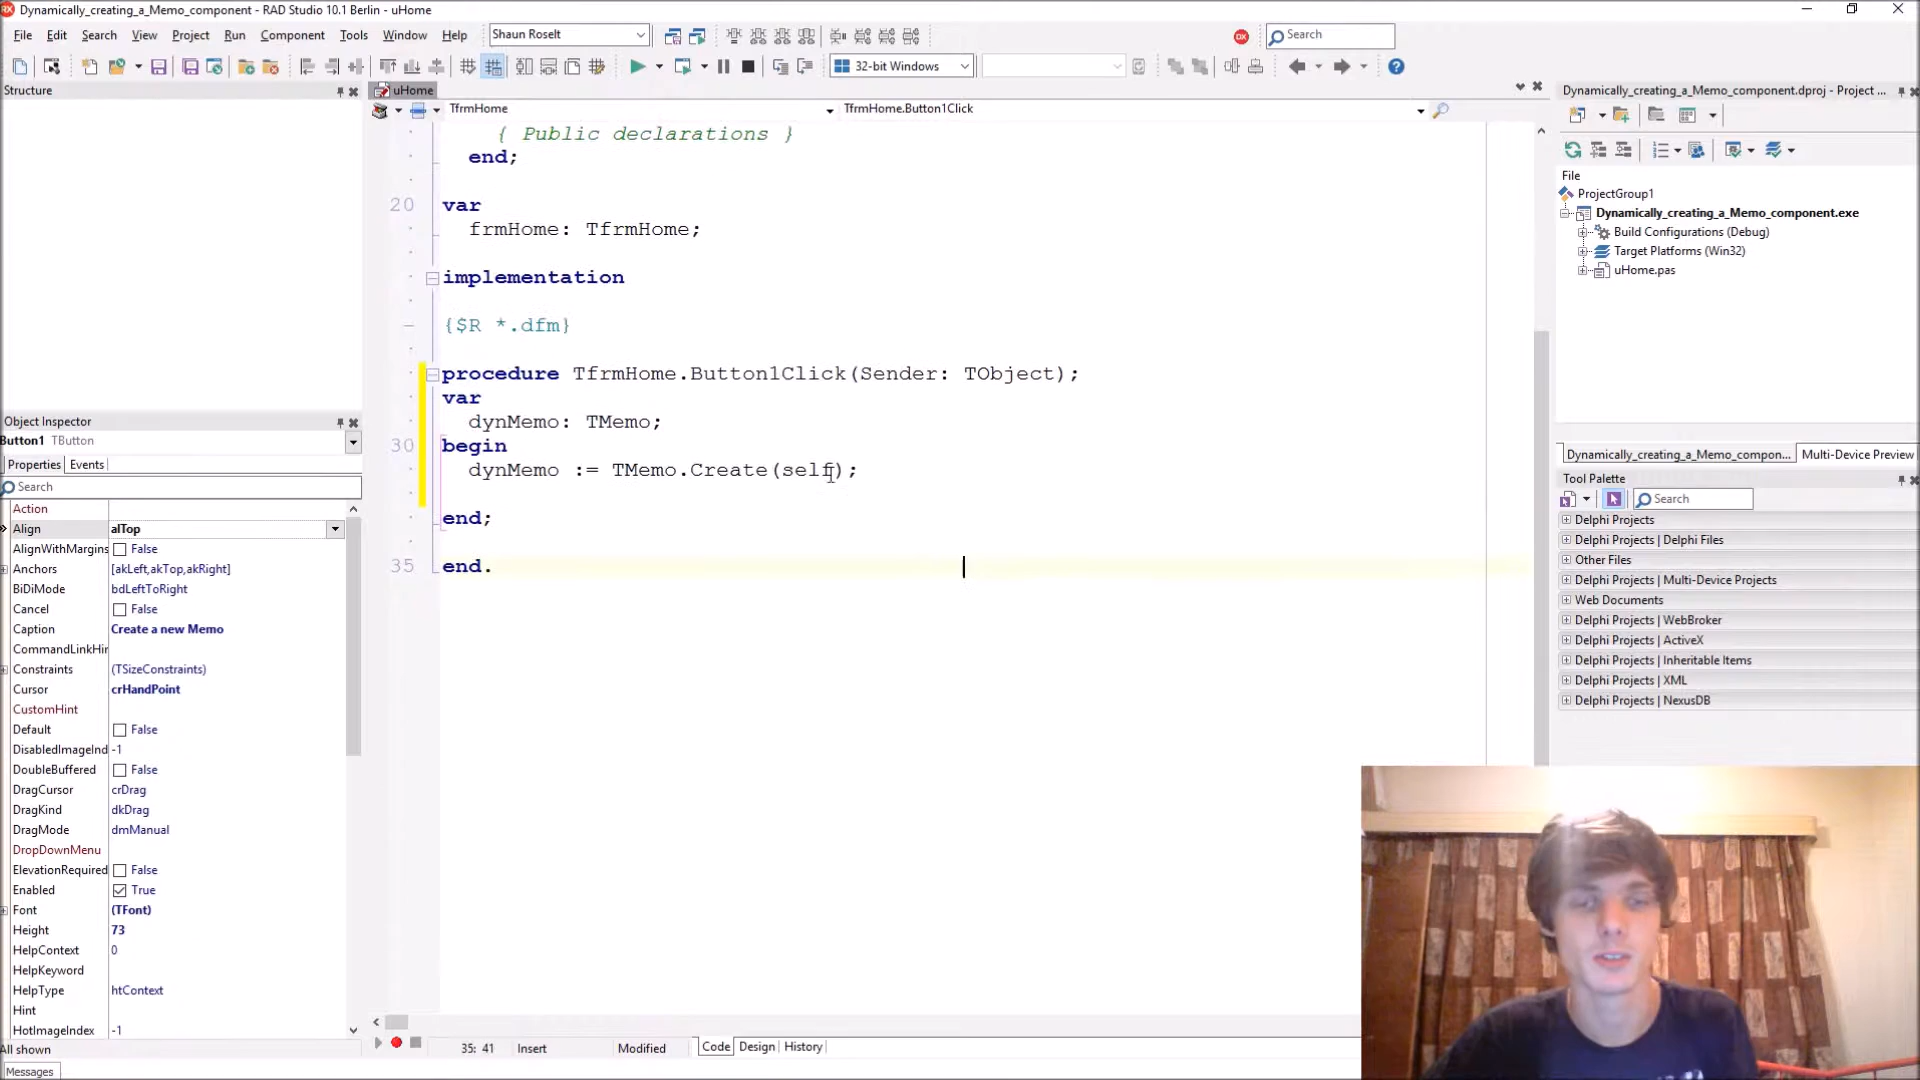 Dynamically_creating_a_Memo_component - RAD Studio 10.1 Berlin - uHome
File Edit Search View Project Run Component Tools Window Help
Shaun Roselt
Search
32-bit Windows
Structure
uHome
TfrmHome
TfrmHome.Button1Click
{ Public declarations }
end;
20
var
frmHome: TfrmHome;
implementation
{$R *.dfm}
procedure TfrmHome.Button1Click(Sender: TObject);
var
dynMemo: TMemo;
30
begin
dynMemo := TMemo.Create(self);
end;
35
end.
Object Inspector
Button1 TButton
Properties Events
Search
Action
Align alTop
AlignWithMargins False
Anchors [akLeft,akTop,akRight]
BiDiMode bdLeftToRight
Cancel False
Caption Create a new Memo
CommandLinkHin
Constraints (TSizeConstraints)
Cursor crHandPoint
CustomHint
Default False
DisabledImageInd -1
DoubleBuffered False
DragCursor crDrag
DragKind dkDrag
DragMode dmManual
DropDownMenu
ElevationRequired False
Enabled True
Font (TFont)
Height 73
HelpContext 0
HelpKeyword
HelpType htContext
Hint
HotImageIndex -1
All shown
Messages
35: 41 Insert Modified Code Design History
Dynamically_creating_a_Memo_component.dproj - Project ...
File
ProjectGroup1
Dynamically_creating_a_Memo_component.exe
Build Configurations (Debug)
Target Platforms (Win32)
uHome.pas
Dynamically_creating_a_Memo_compon... Multi-Device Preview
Tool Palette
Search
Delphi Projects
Delphi Projects | Delphi Files
Other Files
Delphi Projects | Multi-Device Projects
Web Documents
Delphi Projects | WebBroker
Delphi Projects | ActiveX
Delphi Projects | Inheritable Items
Delphi Projects | XML
Delphi Projects | NexusDB